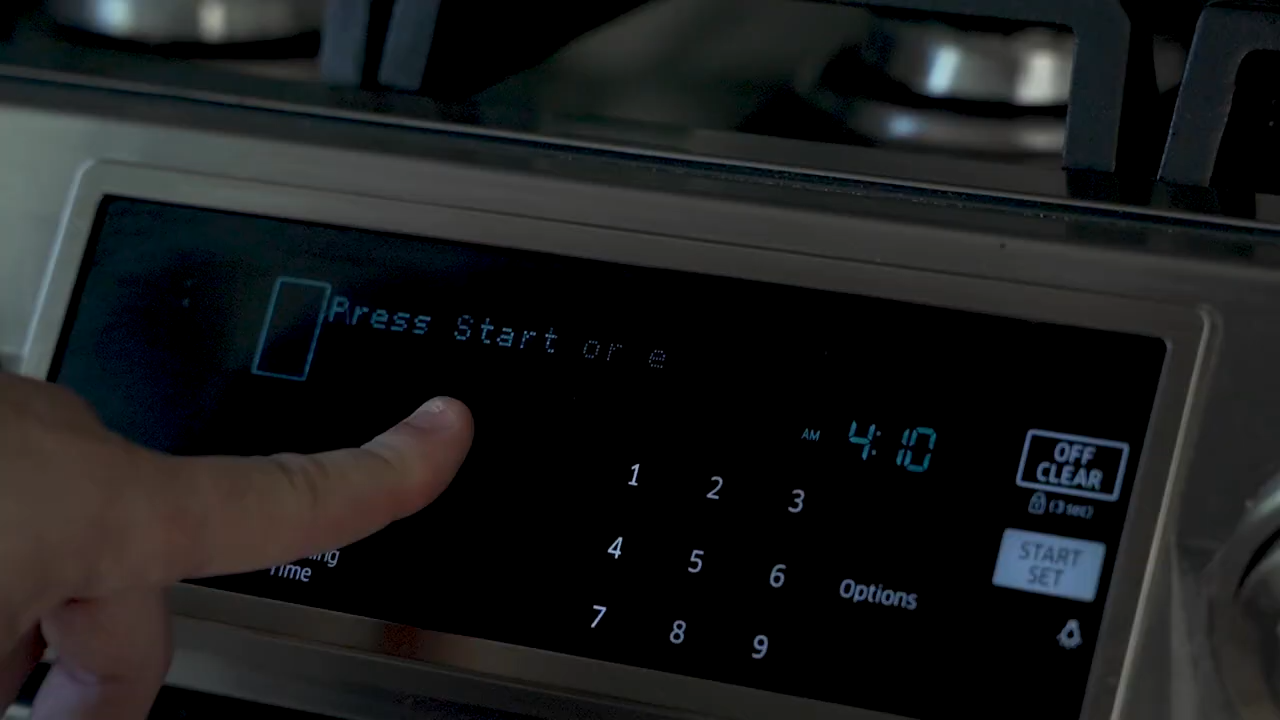 Press Start or e
AM 4:10
OFF
CLEAR
(3 sec)
1 2 3
START
SET
4 5 6
Options
Time
7 8 9